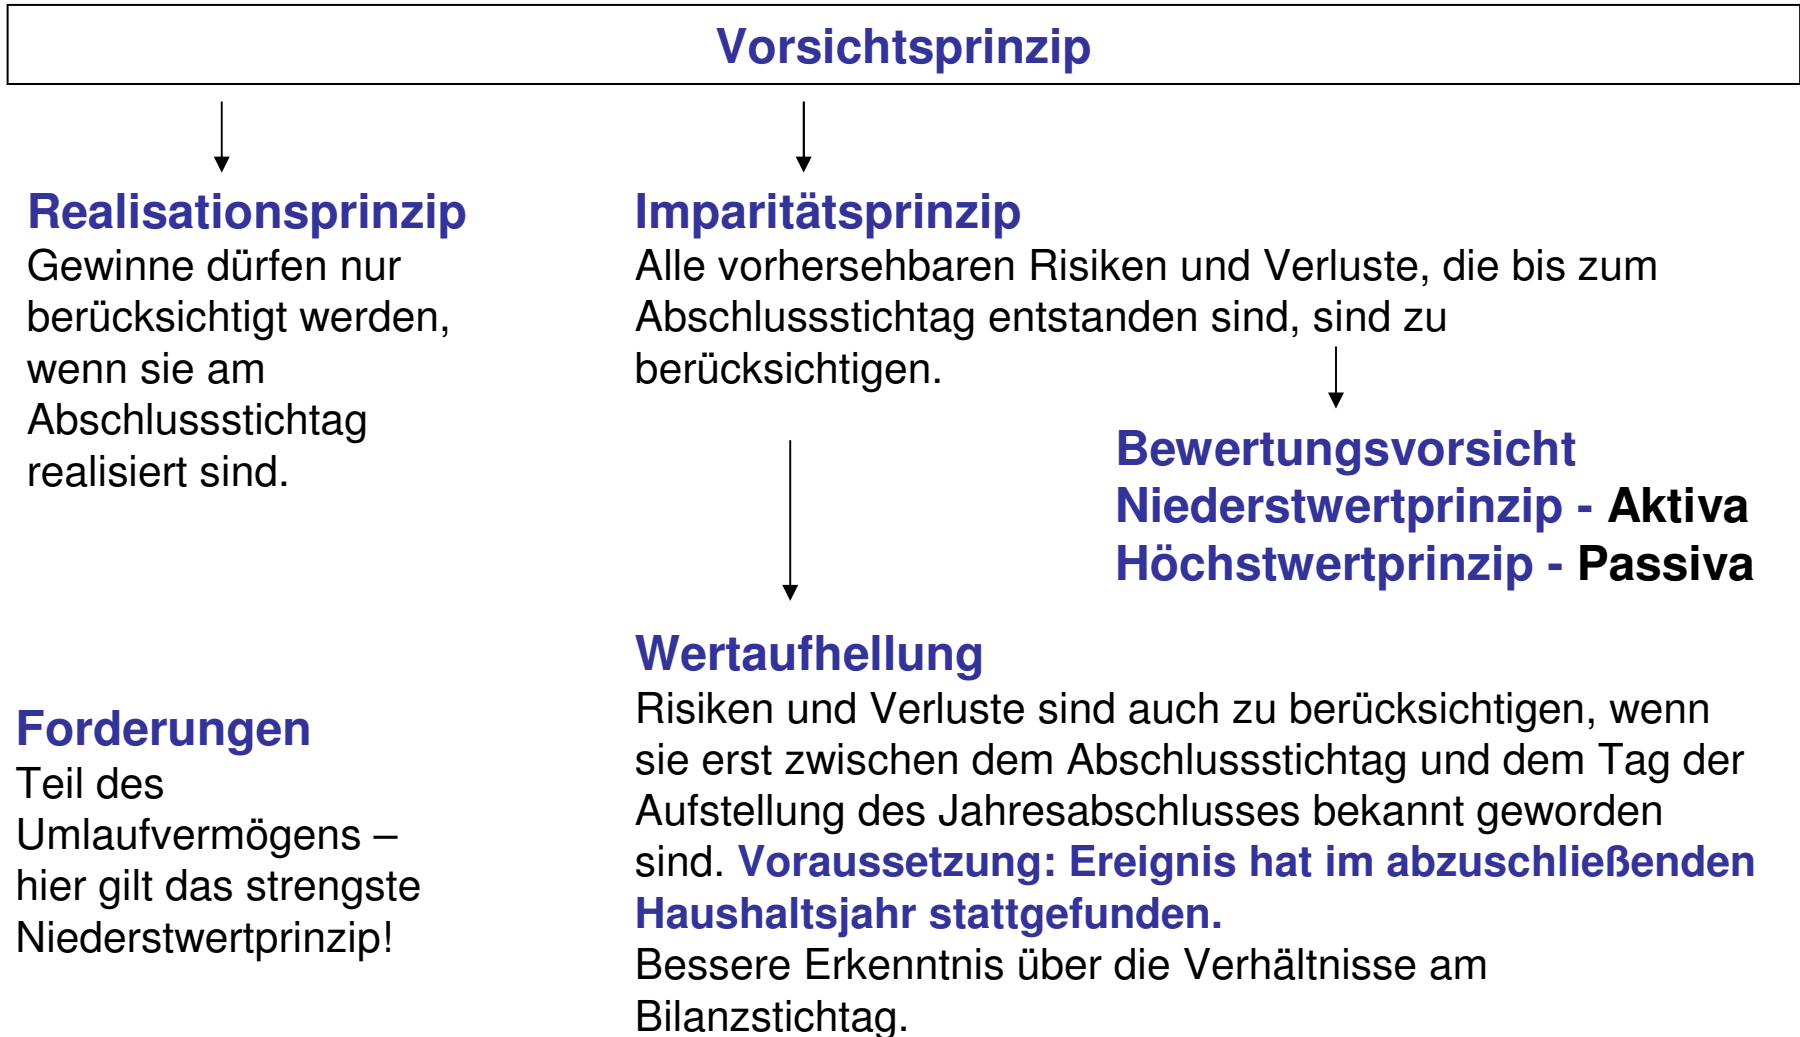 Vorsichtsprinzip
Realisationsprinzip
Gewinne dürfen nur
berücksichtigt werden,
wenn sie am
Abschlussstichtag
realisiert sind.
Imparitätsprinzip
Alle vorhersehbaren Risiken und Verluste, die bis zum
Abschlussstichtag entstanden sind, sind zu
berücksichtigen.
Bewertungsvorsicht
Niederstwertprinzip - Aktiva
Höchstwertprinzip - Passiva
Forderungen
Teil des
Umlaufvermögens –
hier gilt das strengste
Niederstwertprinzip!
Wertaufhellung
Risiken und Verluste sind auch zu berücksichtigen, wenn
sie erst zwischen dem Abschlussstichtag und dem Tag der
Aufstellung des Jahresabschlusses bekannt geworden
sind. Voraussetzung: Ereignis hat im abzuschließenden
Haushaltsjahr stattgefunden.
Bessere Erkenntnis über die Verhältnisse am
Bilanzstichtag.